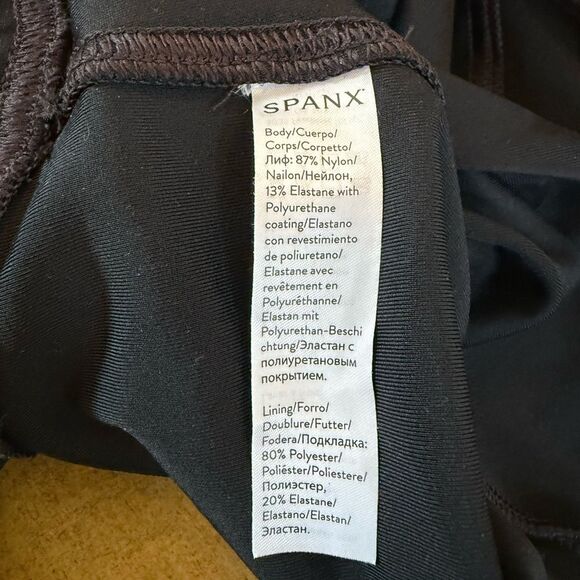 SPANX
Body/Cuerpo/
Corps/Corpetto/
Лиф: 87% Nylon/
Nailon/Нейлон,
13% Elastane with
Polyurethane
coating/Elastano
con revestimiento
de poliuretano/
Elastane avec
revêtement en
Polyuréthanne/
Elastan mit
Polyurethan-Beschi
chtung/Эластан с
полиуретановым
покрытием.
Lining/Forro/
Doublure/Futter/
Fodera/Подкладка:
80% Polyester/
Poliéster/Poliestere/
Полиэстер,
20% Elastane/
Elastano/Elastan/
Эластан.